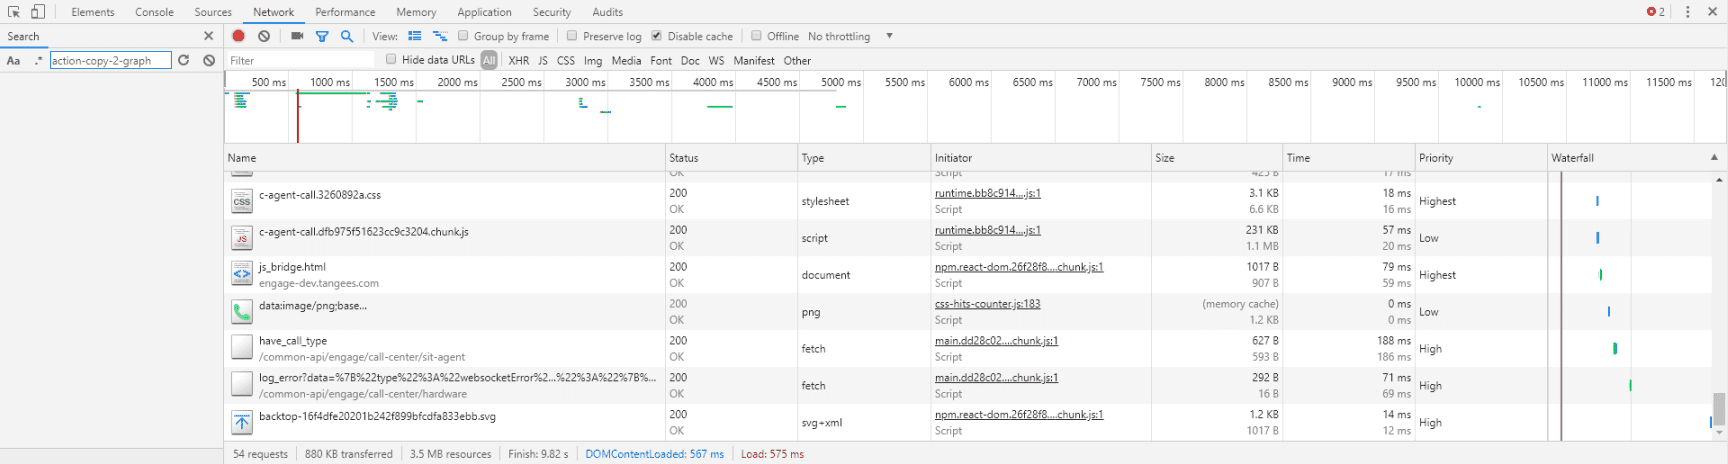 Elements Console Sources Network Performance Memory Application Security Audits 2
Search View: Group by frame Preserve log Disable cache Offline No throttling
Aa .* action-copy-2-graph Filter Hide data URLs All XHR JS CSS Img Media Font Doc WS Manifest Other
500 ms 1000 ms 1500 ms 2000 ms 2500 ms 3000 ms 3500 ms 4000 ms 4500 ms 5000 ms 5500 ms 6000 ms 6500 ms 7000 ms 7500 ms 8000 ms 8500 ms 9000 ms 9500 ms 10000 ms 10500 ms 11000 ms 11500 ms
Name Status Type Initiator Size Time Priority Waterfall
OK Script 425 B 17 ms
c-agent-call.3260892a.css 200 runtime.bb8c914....js:1 3.1 KB 18 ms
CSS OK stylesheet Script 6.6 KB 16 ms Highest
c-agent-call.dfb975f51623cc9c3204.chunk.js 200 runtime.bb8c914....js:1 231 KB 57 ms
JS OK script Script 1.1 MB 20 ms Low
js_bridge.html 200 npm.react-dom.26f28f8....chunk.js:1 1017 B 79 ms
engage-dev.tangees.com OK document Script 907 B 59 ms Highest
data:image/png;base... 200 css-hits-counter.js:183 (memory cache) 0 ms
OK png Script 1.2 KB 0 ms Low
have_call_type 200 main.dd28c02....chunk.js:1 627 B 188 ms
/common-api/engage/call-center/sit-agent OK fetch Script 593 B 186 ms High
log_error?data=%7B%22type%22%3A%22websocketError%2...%22%3A%22%7B%... 200 main.dd28c02....chunk.js:1 292 B 71 ms
/common-api/engage/call-center/hardware OK fetch Script 16 B 69 ms High
backtop-16f4dfe20201b242f899bfcdfa833ebb.svg 200 npm.react-dom.26f28f8....chunk.js:1 1.2 KB 14 ms
OK svg+xml Script 1017 B 12 ms High
54 requests 880 KB transferred 3.5 MB resources Finish: 9.82 s DOMContentLoaded: 567 ms Load: 575 ms